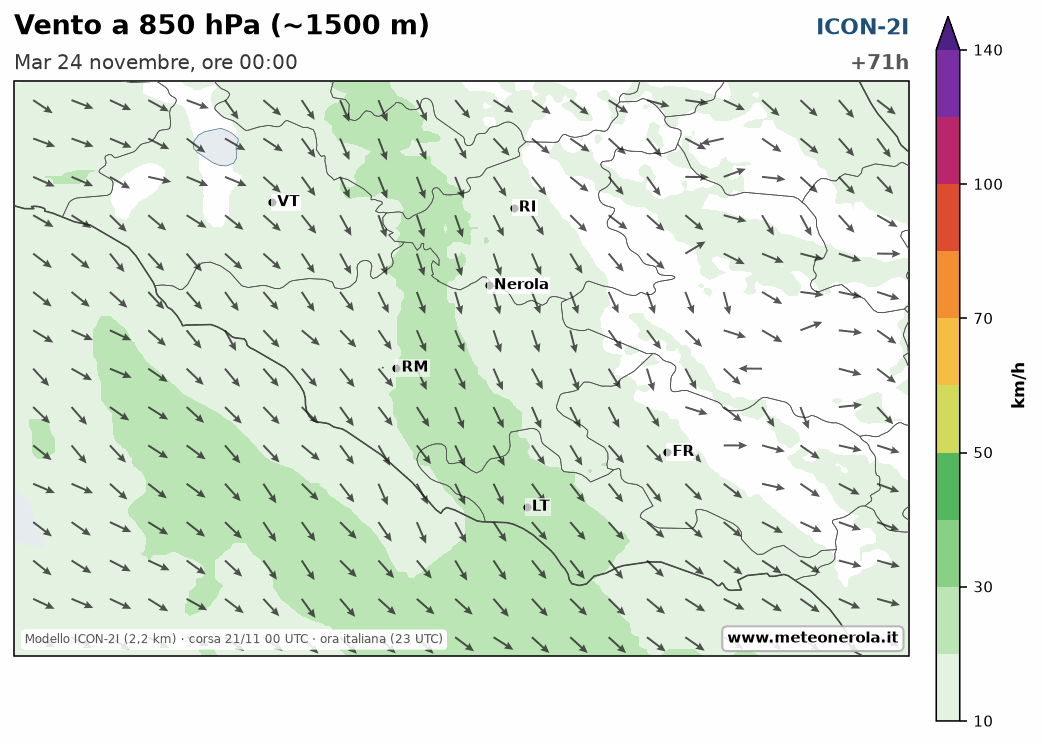 Vento a 850 hPa (~1500 m)
ICON-2I
Mar 24 novembre, ore 00:00
+71h
140
100
70
50
30
10
km/h
VT
RI
Nerola
RM
FR
LT
Modello ICON-2I (2,2 km) · corsa 21/11 00 UTC · ora italiana (23 UTC)
www.meteonerola.it